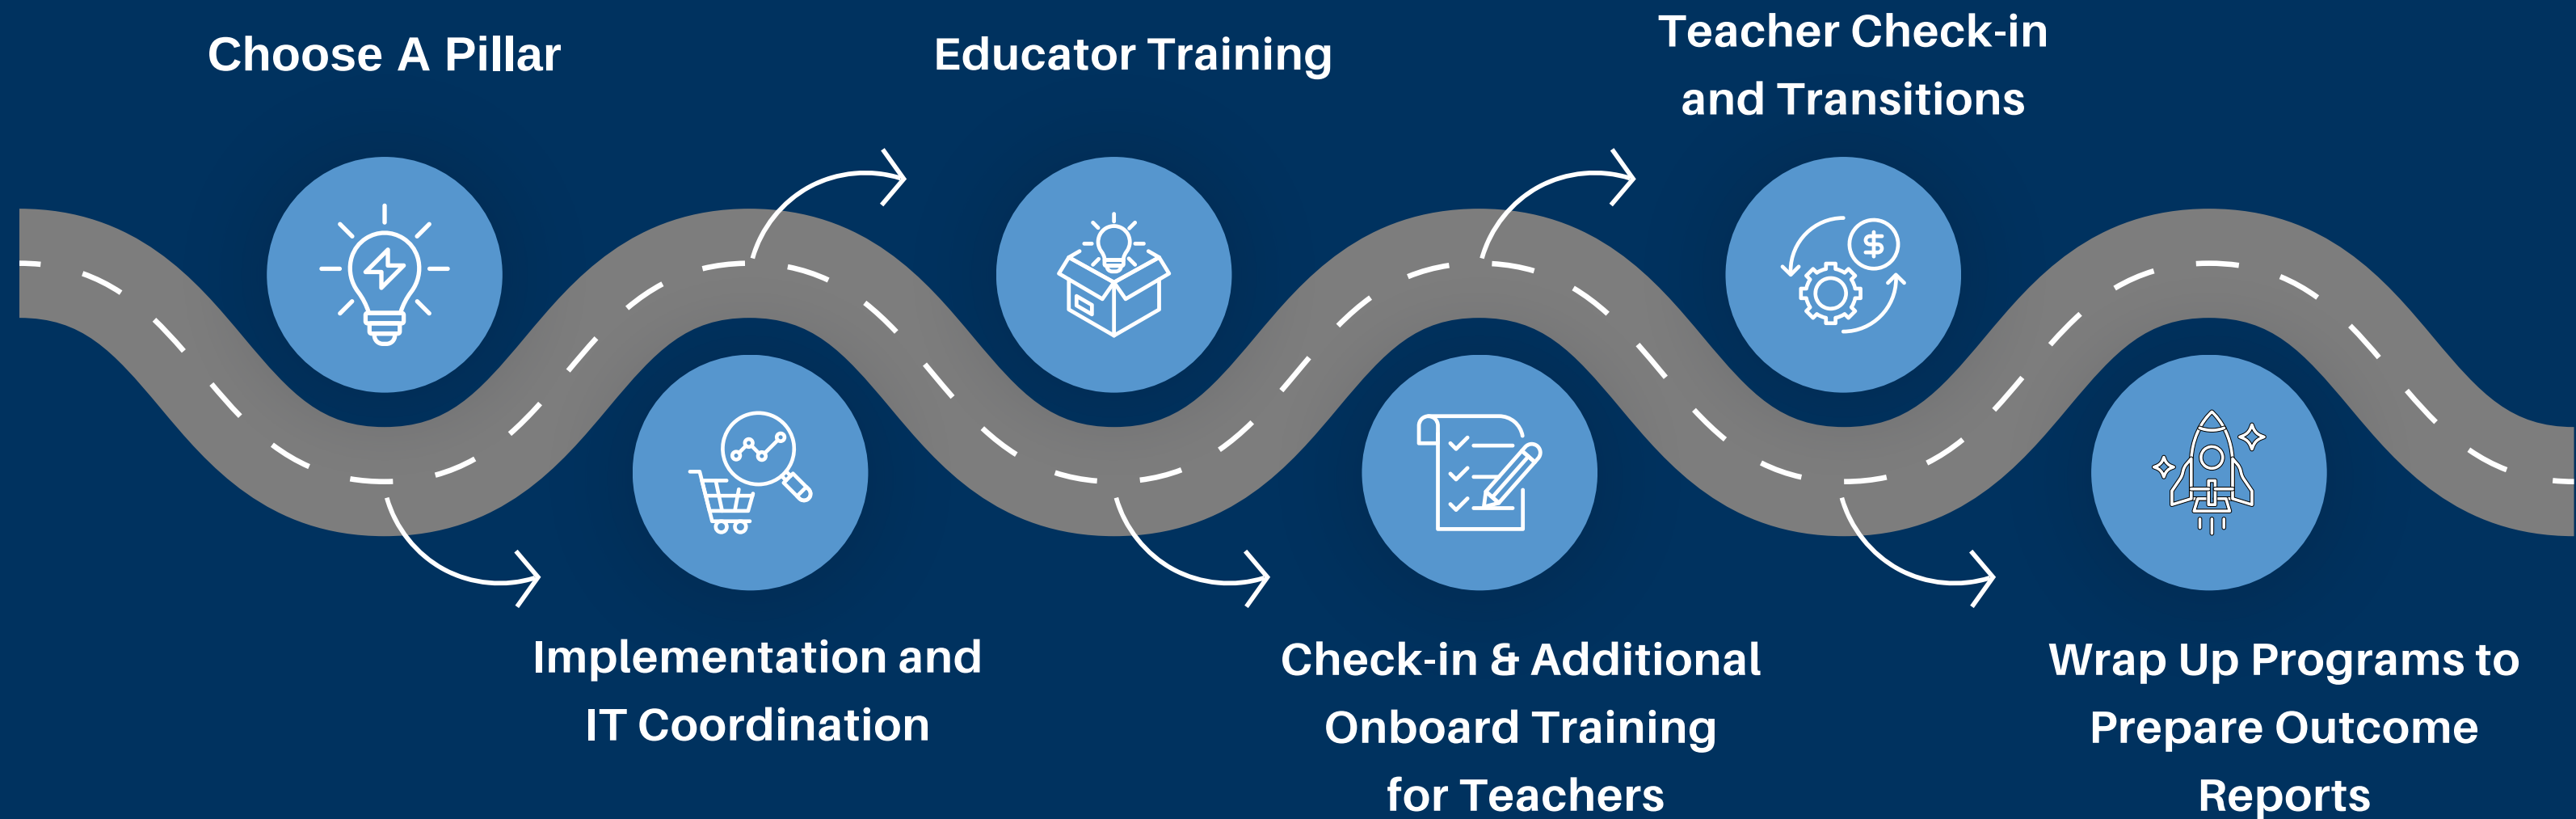 Choose A Pillar
Implementation and
IT Coordination
Educator Training
Check-in & Additional
Onboard Training
for Teachers
Teacher Check-in
and Transitions
$
Wrap Up Programs to
Prepare Outcome
Reports